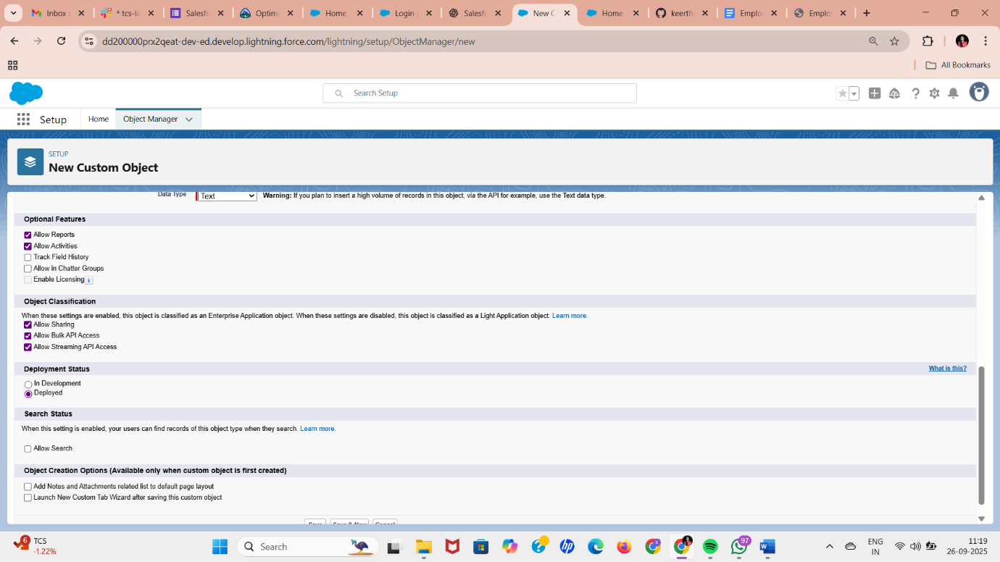 Inbox (
* tcs-la
Salesfo
Optimi
Home
Login |
Salesfo
New C
Home
keerth
Emplo
Emplo
dd200000prx2qeat-dev-ed.develop.lightning.force.com/lightning/setup/ObjectManager/new
All Bookmarks
Search Setup
Setup
Home
Object Manager
SETUP
New Custom Object
Data Type
Text
Warning: If you plan to insert a high volume of records in this object, via the API for example, use the Text data type.
Optional Features
Allow Reports
Allow Activities
Track Field History
Allow in Chatter Groups
Enable Licensing i
Object Classification
When these settings are enabled, this object is classified as an Enterprise Application object. When these settings are disabled, this object is classified as a Light Application object. Learn more.
Allow Sharing
Allow Bulk API Access
Allow Streaming API Access
Deployment Status
What is this?
In Development
Deployed
Search Status
When this setting is enabled, your users can find records of this object type when they search. Learn more.
Allow Search
Object Creation Options (Available only when custom object is first created)
Add Notes and Attachments related list to default page layout
Launch New Custom Tab Wizard after saving this custom object
Save
Save & New
Cancel
6
TCS
-1.22%
Search
97
ENG
IN
11:19
26-09-2025